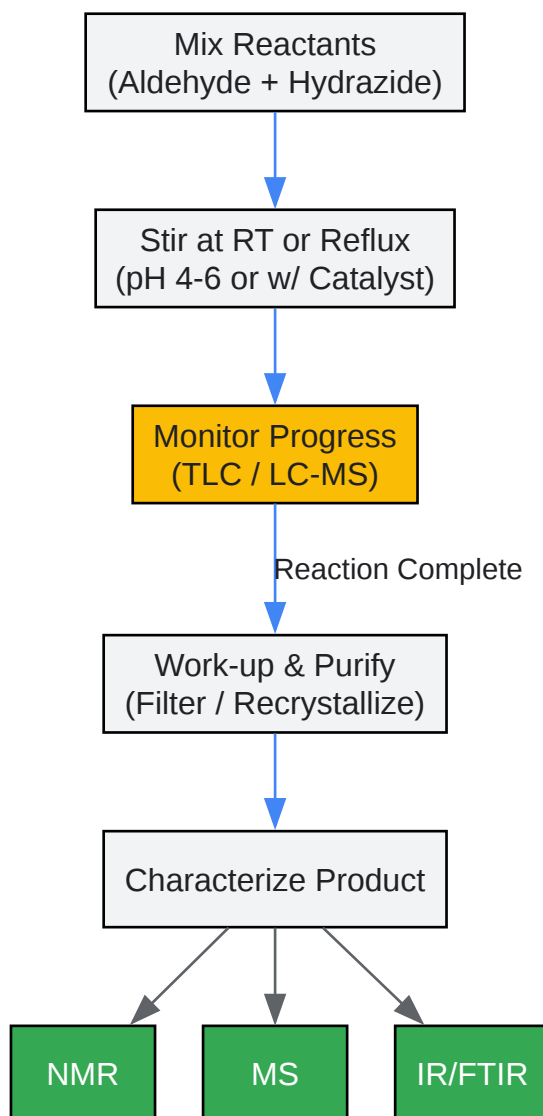 Mix Reactants
(Aldehyde + Hydrazide)
Stir at RT or Reflux
(pH 4-6 or w/ Catalyst)
Monitor Progress
(TLC / LC-MS)
Reaction Complete
Work-up & Purify
(Filter / Recrystallize)
Characterize Product
NMR
MS
IR/FTIR